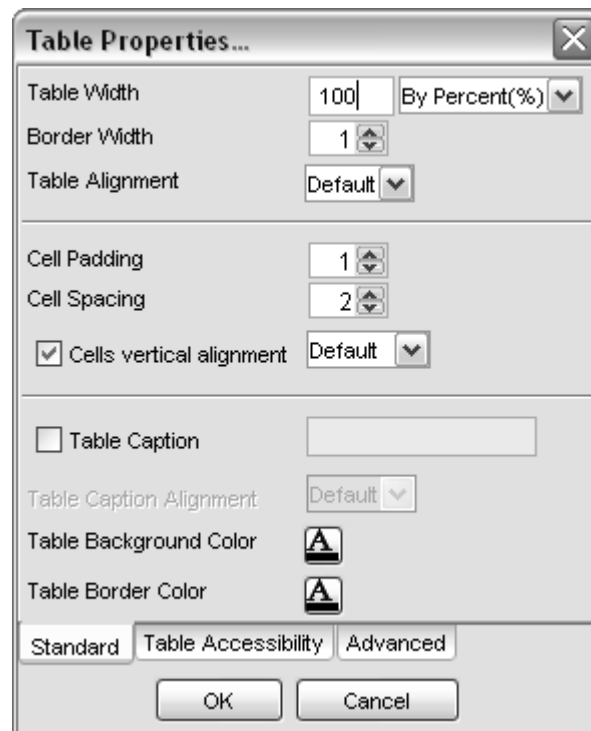 Table Properties...
Table Width 100 By Percent(%)
Border Width 1
Table Alignment Default
Cell Padding 1
Cell Spacing 2
Cells vertical alignment Default
Table Caption
Table Caption Alignment Default
Table Background Color A
Table Border Color A
Standard Table Accessibility Advanced
OK Cancel